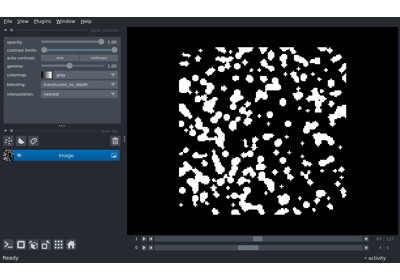 File View Plugins Window Help
opacity: 1.00
contrast limits:
auto-contrast: once continuous
gamma: 1.00
colormap: gray
blending: translucent_no_depth
interpolation: nearest
image
1
0
Ready
activity